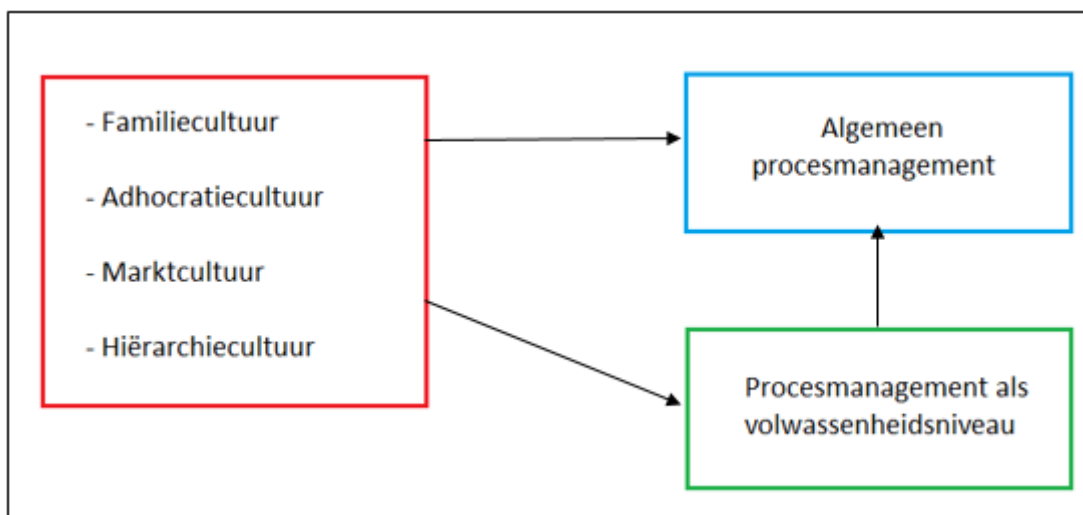 - Familiecultuur
- Adhocratiecultuur
- Marktcultuur
- Hiërarchiecultuur
Algemeen
procesmanagement
Procesmanagement als
volwassenheidsniveau